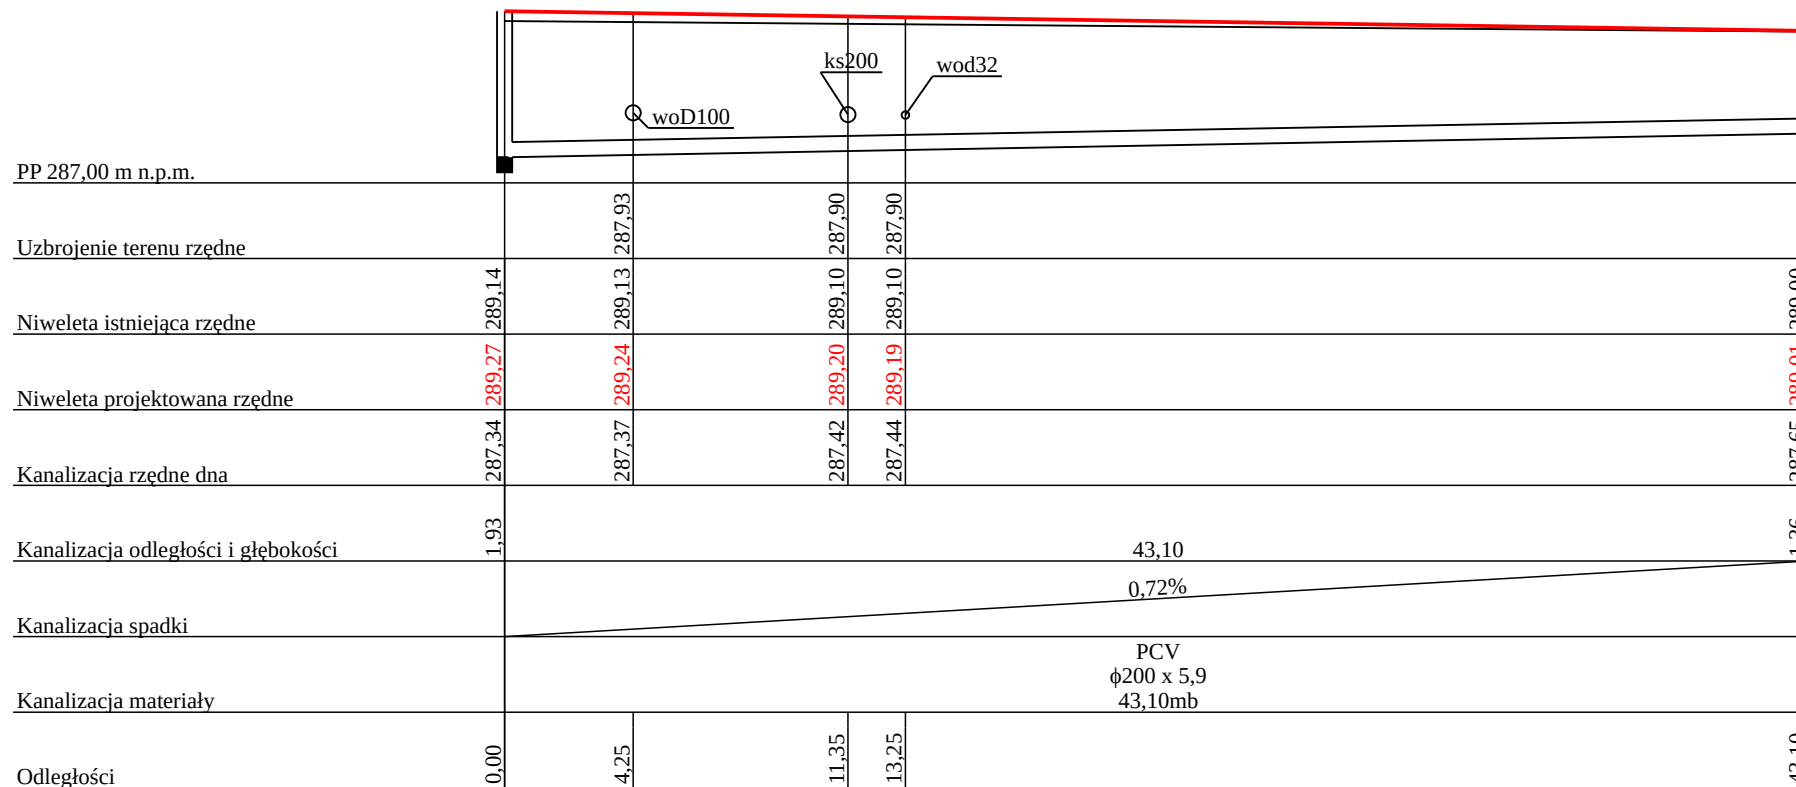 ks200
wod32
woD100
PP 287,00 m n.p.m.
287,93
287,90
287,90
Uzbrojenie terenu rzędne
289,14
289,13
289,10
289,10
Niweleta istniejąca rzędne
289,27
289,24
289,20
289,19
Niweleta projektowana rzędne
287,34
287,37
287,42
287,44
Kanalizacja rzędne dna
1,93
43,10
Kanalizacja odległości i głębokości
0,72%
Kanalizacja spadki
PCV
ϕ200 x 5,9
43,10mb
Kanalizacja materiały
0,00
4,25
11,35
13,25
Odległości